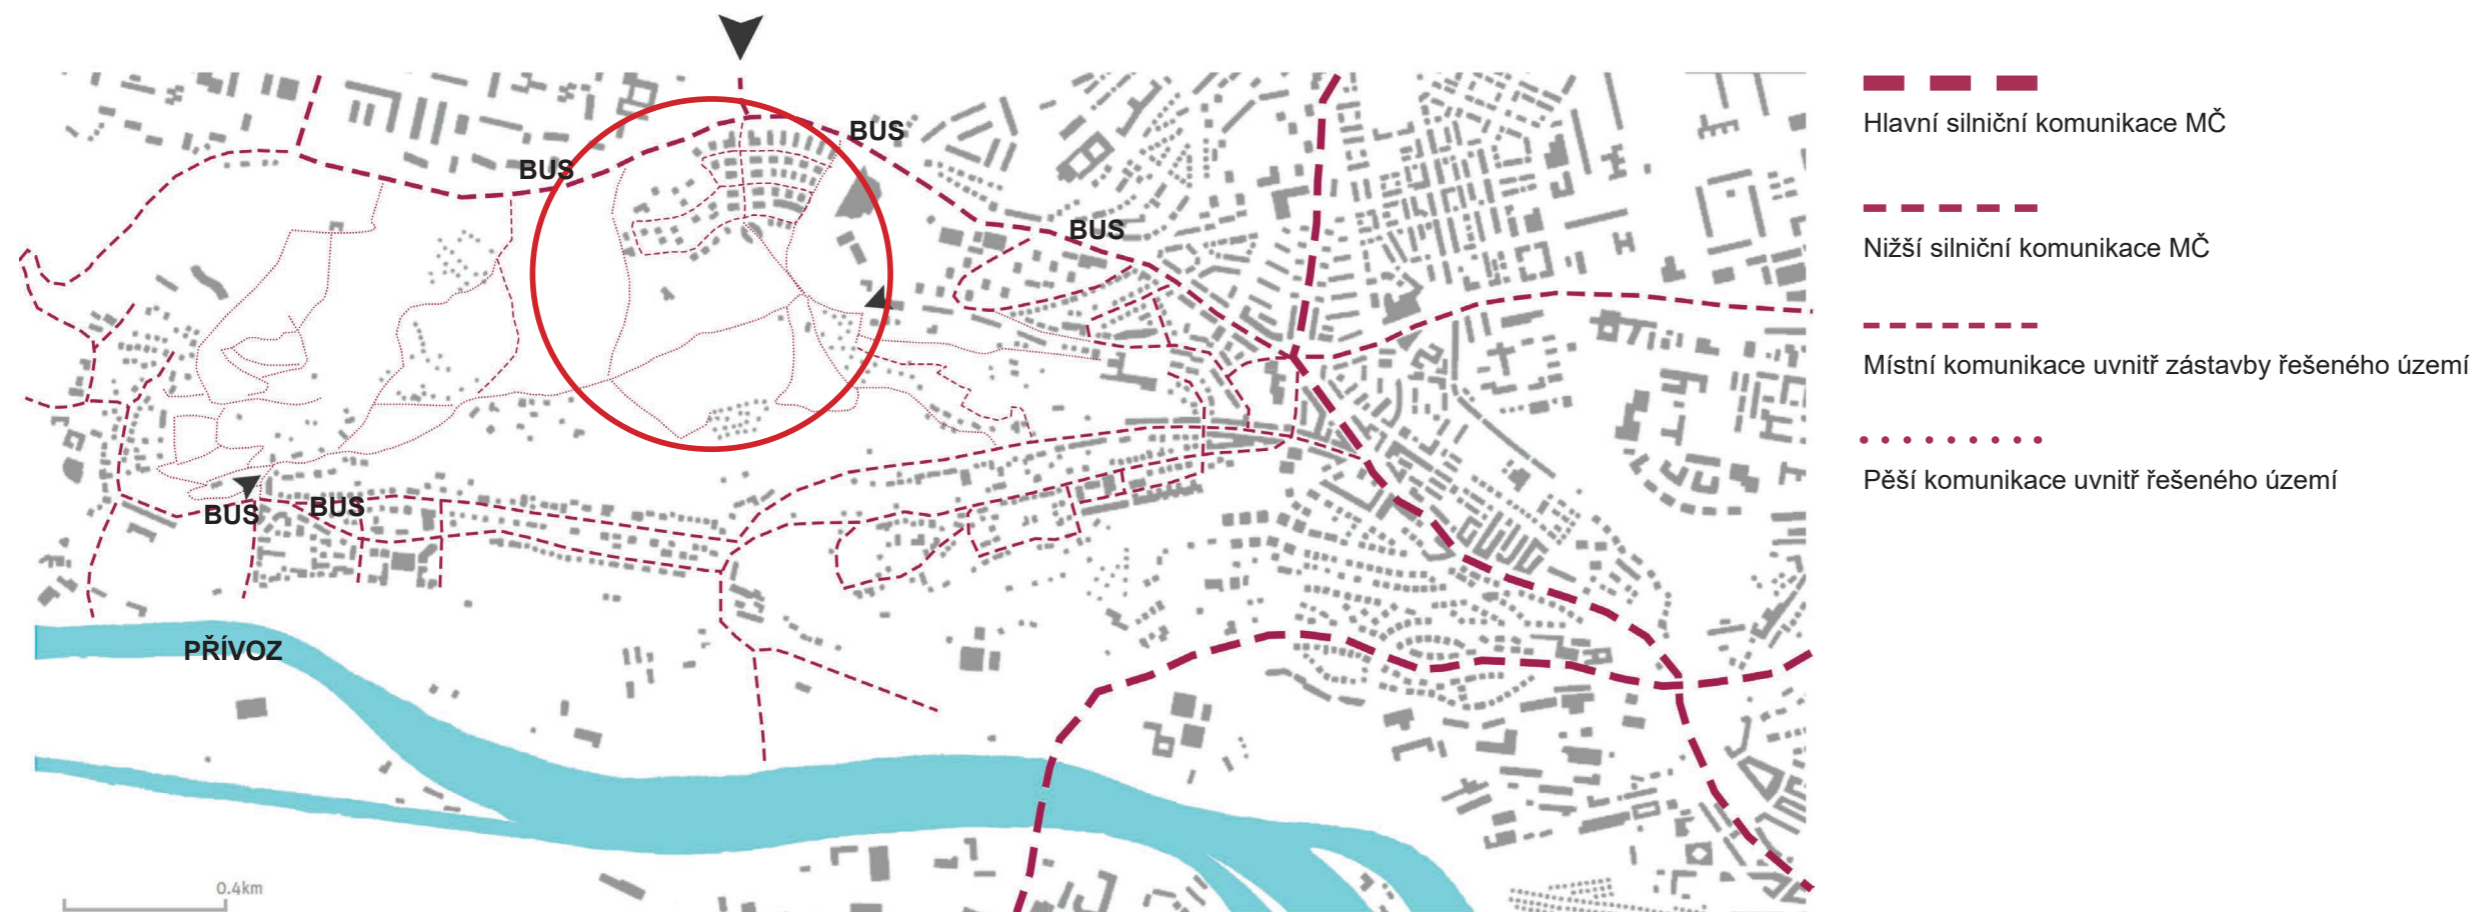 BUS
BUS
BUS
BUS
BUS
PŘÍVOZ
0.4km
Hlavní silniční komunikace MČ
Nižší silniční komunikace MČ
Místní komunikace uvnitř zástavby řešeného území
Pěší komunikace uvnitř řešeného území